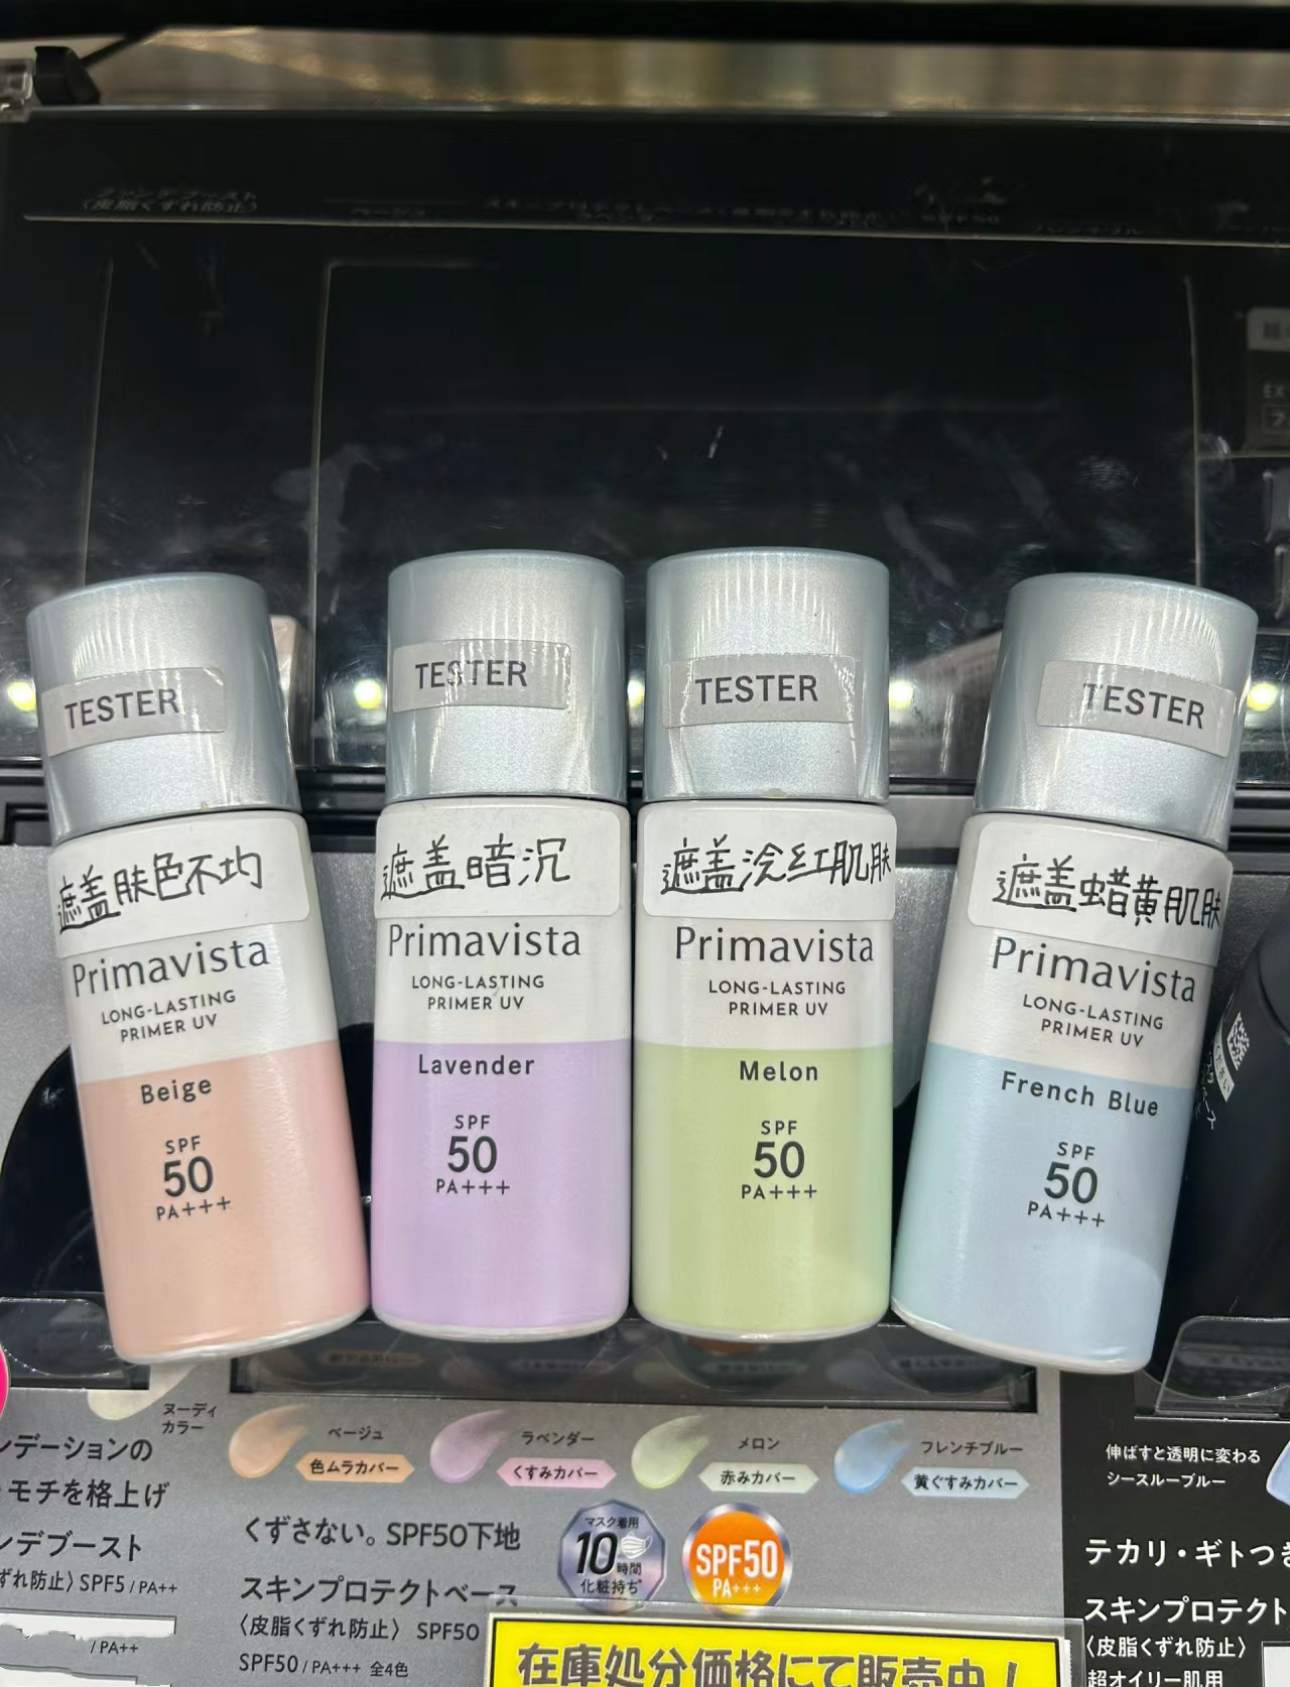 TESTER
遮盖肤色不均
Primavista
LONG-LASTING
PRIMER UV
Beige
SPF
50
PA+++
TESTER
遮盖暗沉
Primavista
LONG-LASTING
PRIMER UV
Lavender
SPF
50
PA+++
TESTER
遮盖泛红肌肤
Primavista
LONG-LASTING
PRIMER UV
Melon
SPF
50
PA+++
TESTER
遮盖蜡黄肌肤
Primavista
LONG-LASTING
PRIMER UV
French Blue
SPF
50
PA+++
ヌーディ
カラー
ンデーションの
モチを格上げ
ンデブースト
ずれ防止〉SPF5/PA++
/PA++
ベージュ
色ムラカバー
ラベンダー
くすみカバー
メロン
赤みカバー
フレンチブルー
黄ぐすみカバー
くずさない。SPF50下地
スキンプロテクトベース
〈皮脂くずれ防止〉 SPF50
SPF50/PA+++ 全4色
マスク着用
10時間
化粧持ち
SPF50
PA+++
在庫処分価格にて販売中!
伸ばすと透明に変わる
シースルーブルー
テカリ・ギトつき
スキンプロテクト
〈皮脂くずれ防止〉
超オイリー肌用